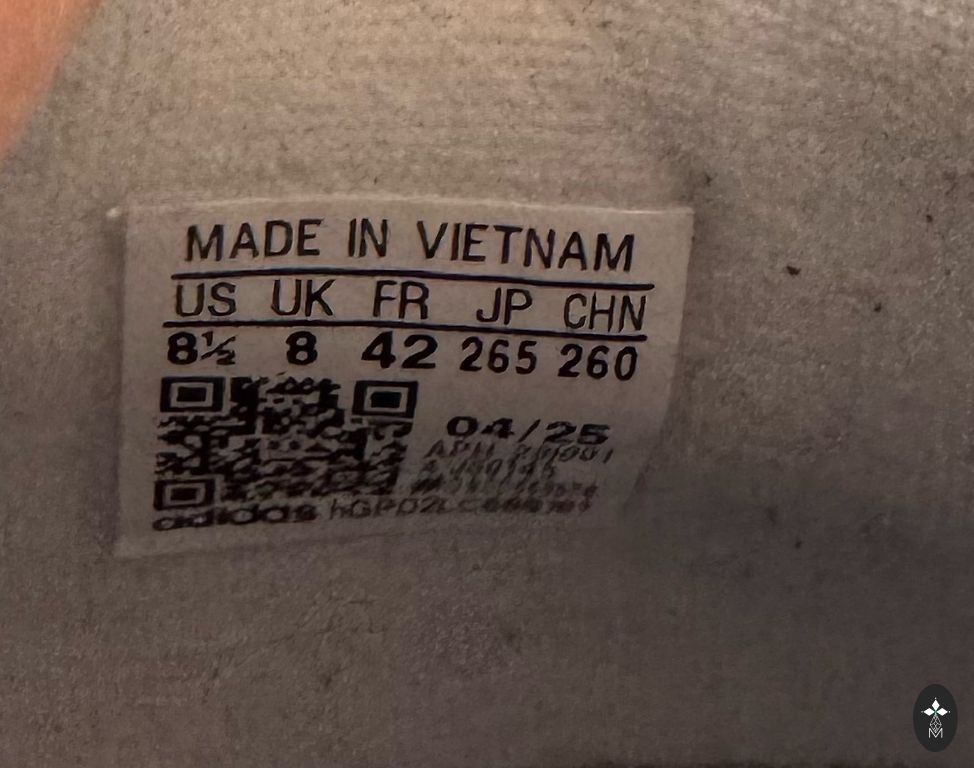 MADE IN VIETNAM
US UK FR JP CHN
8½ 8 42 265 260
04/25
adidas
M